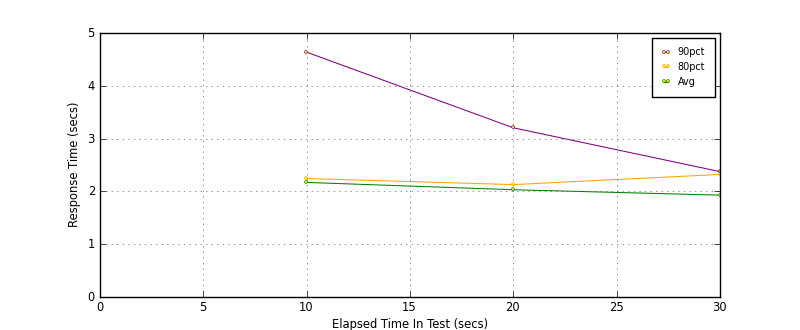 5
4
3
2
1
0
0 5 10 15 20 25 30
Response Time (secs)
Elapsed Time In Test (secs)
90pct
80pct
Avg